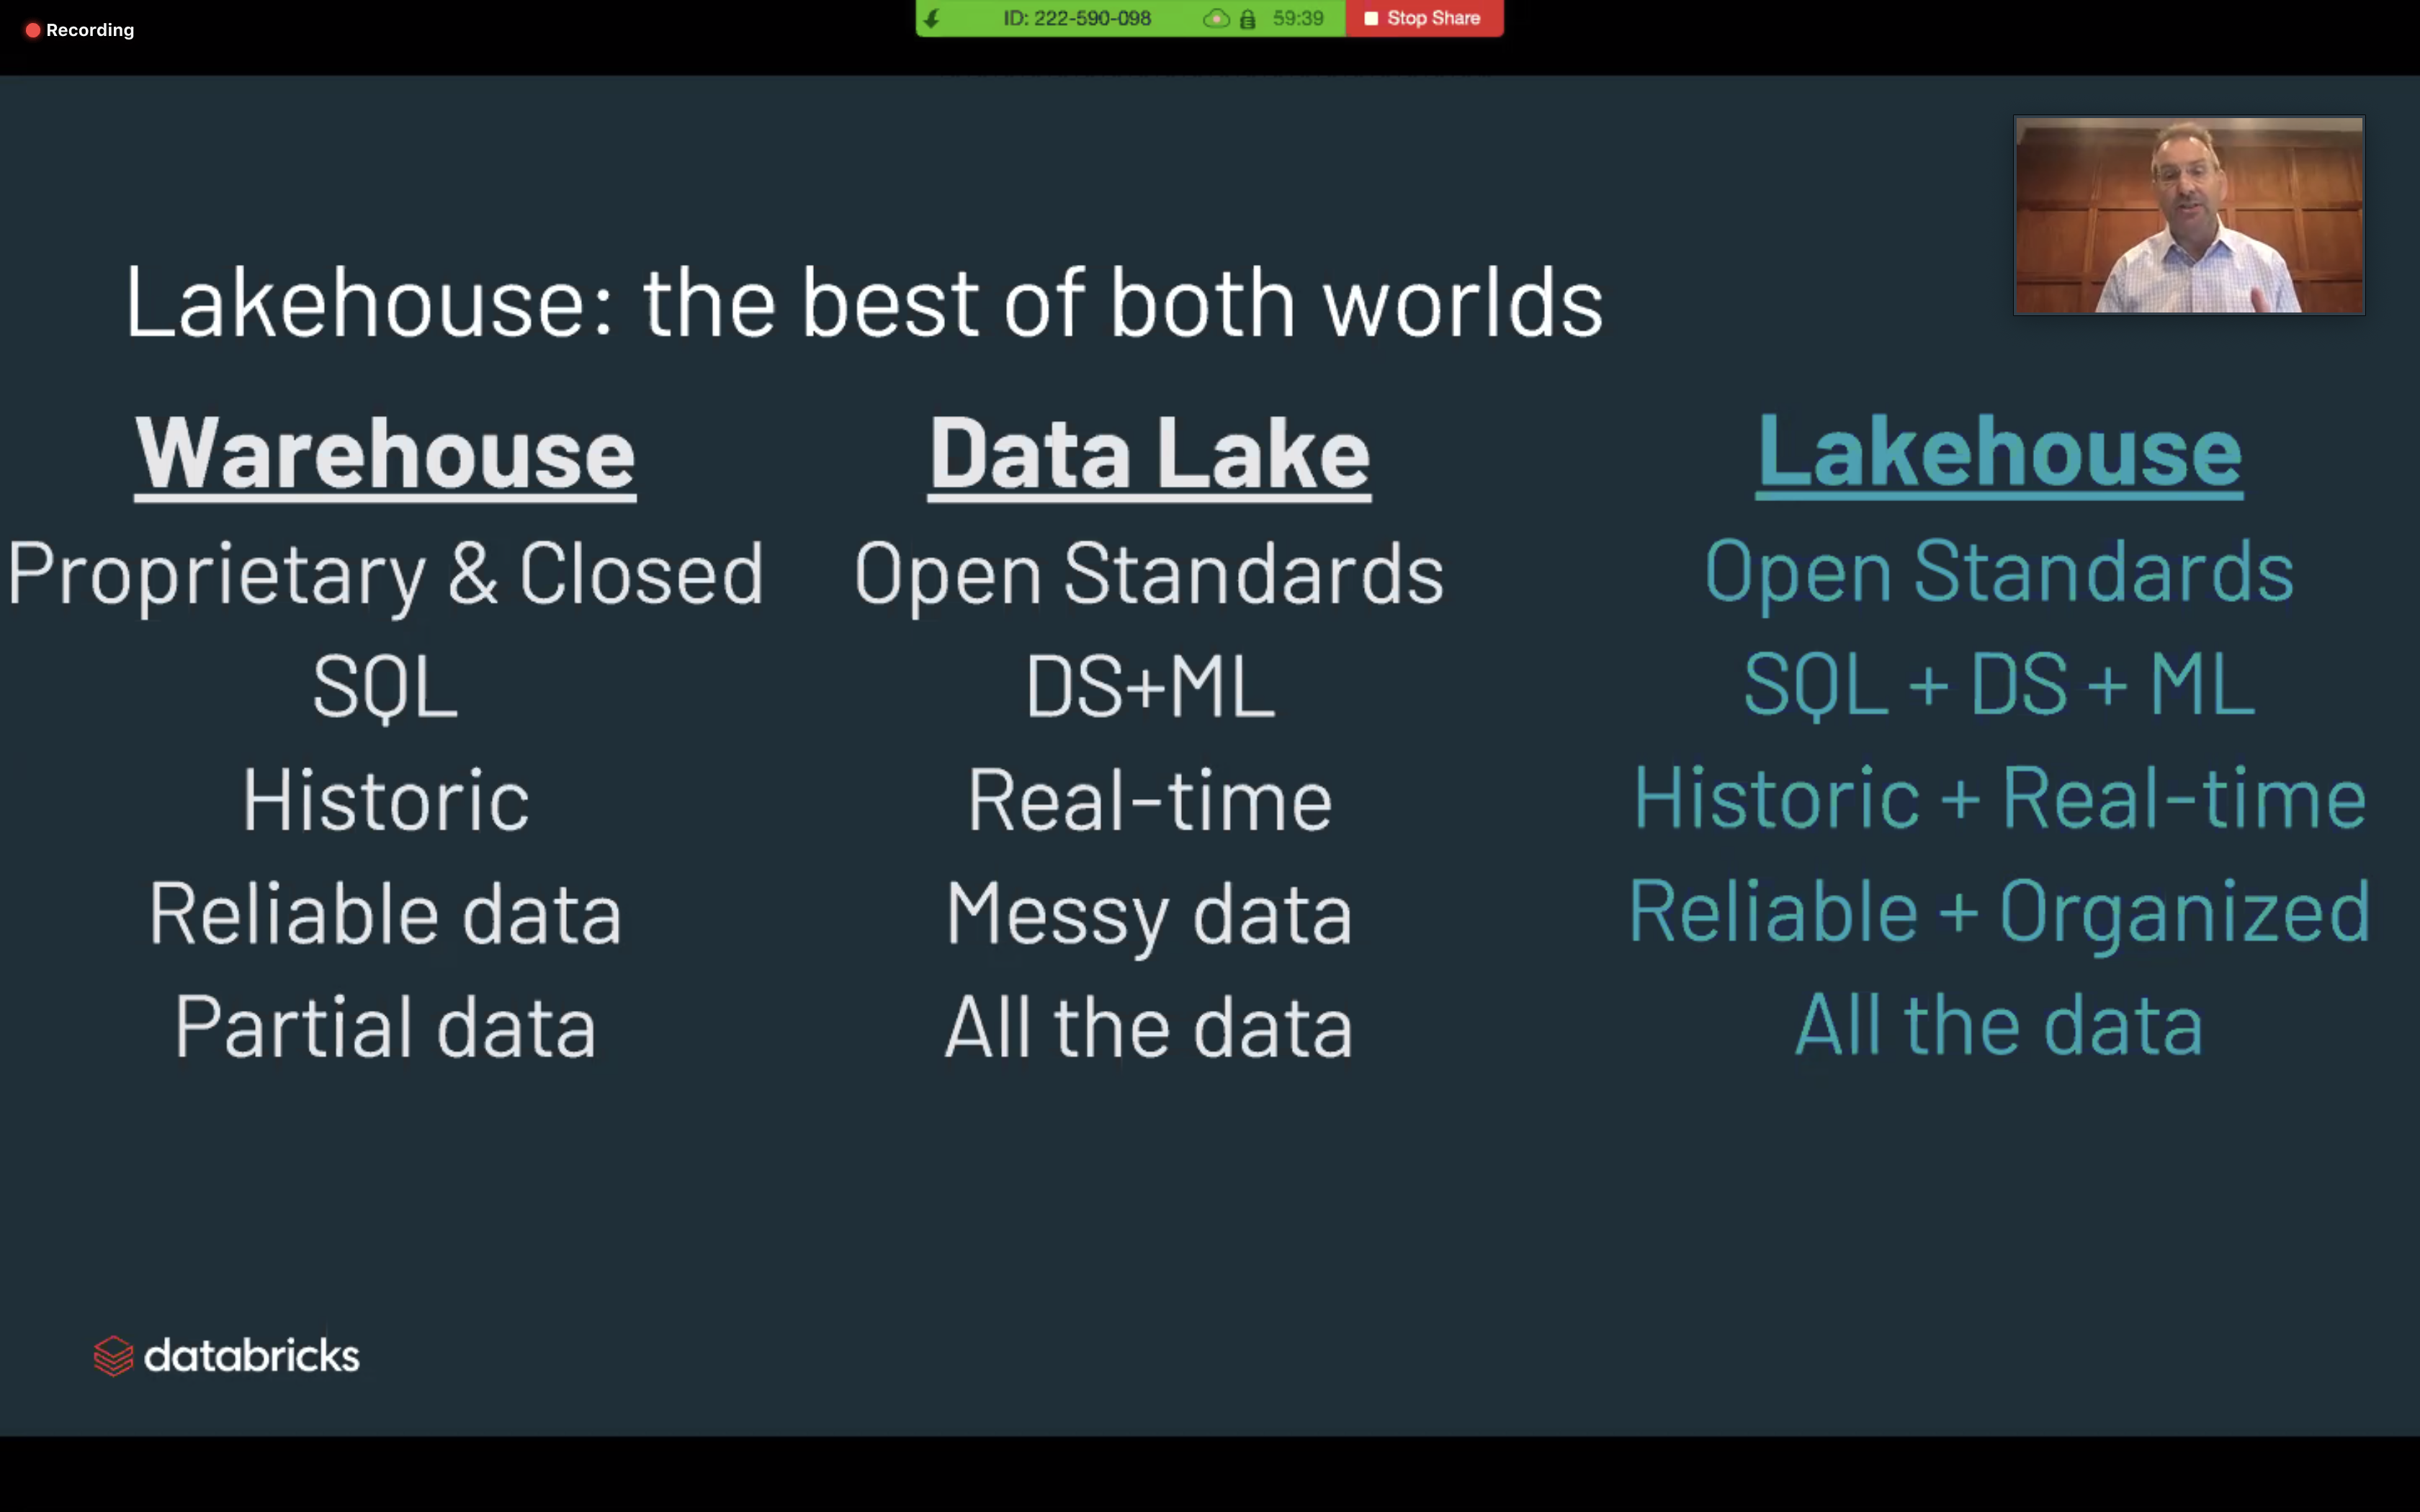 Recording
ID: 222-590-098 59:39 Stop Share
Lakehouse: the best of both worlds
Warehouse Data Lake Lakehouse
Proprietary & Closed Open Standards Open Standards
SQL DS+ML SQL + DS + ML
Historic Real-time Historic + Real-time
Reliable data Messy data Reliable + Organized
Partial data All the data All the data
databricks